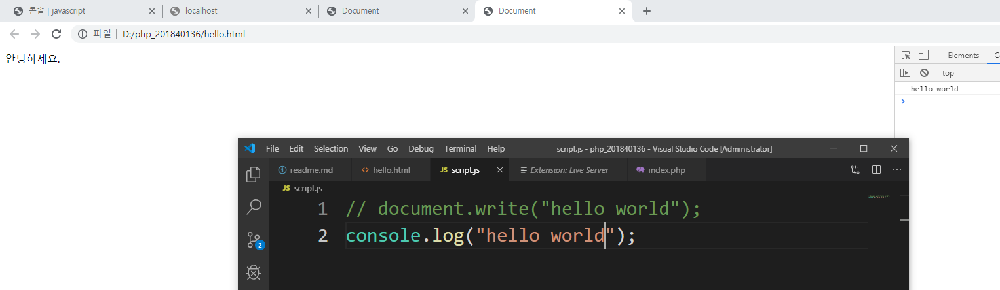 콘솔 | javascript
localhost
Document
Document
파일 | D:/php_201840136/hello.html
안녕하세요.
Elements
top
hello world
File Edit Selection View Go Debug Terminal Help script.js - php_201840136 - Visual Studio Code [Administrator]
readme.md hello.html JS script.js Extension: Live Server index.php
JS script.js
1 // document.write("hello world");
2 console.log("hello world");
2